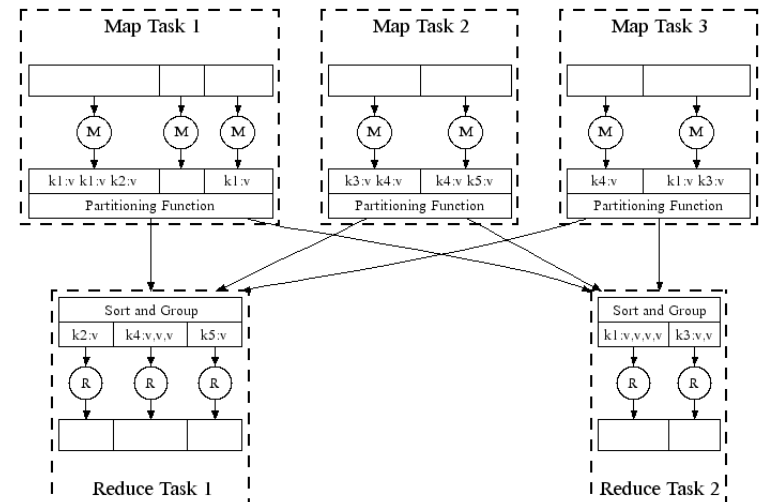 Map Task 1
Map Task 2
Map Task 3
M
M
M
M
M
M
M
k1:v k1:v k2:v
k1:v
k3:v k4:v
k4:v k5:v
k4:v
k1:v k3:v
Partitioning Function
Partitioning Function
Partitioning Function
Sort and Group
Sort and Group
k2:v
k4:v,v,v
k5:v
k1:v,v,v,v
k3:v,v
R
R
R
R
R
Reduce Task 1
Reduce Task 2